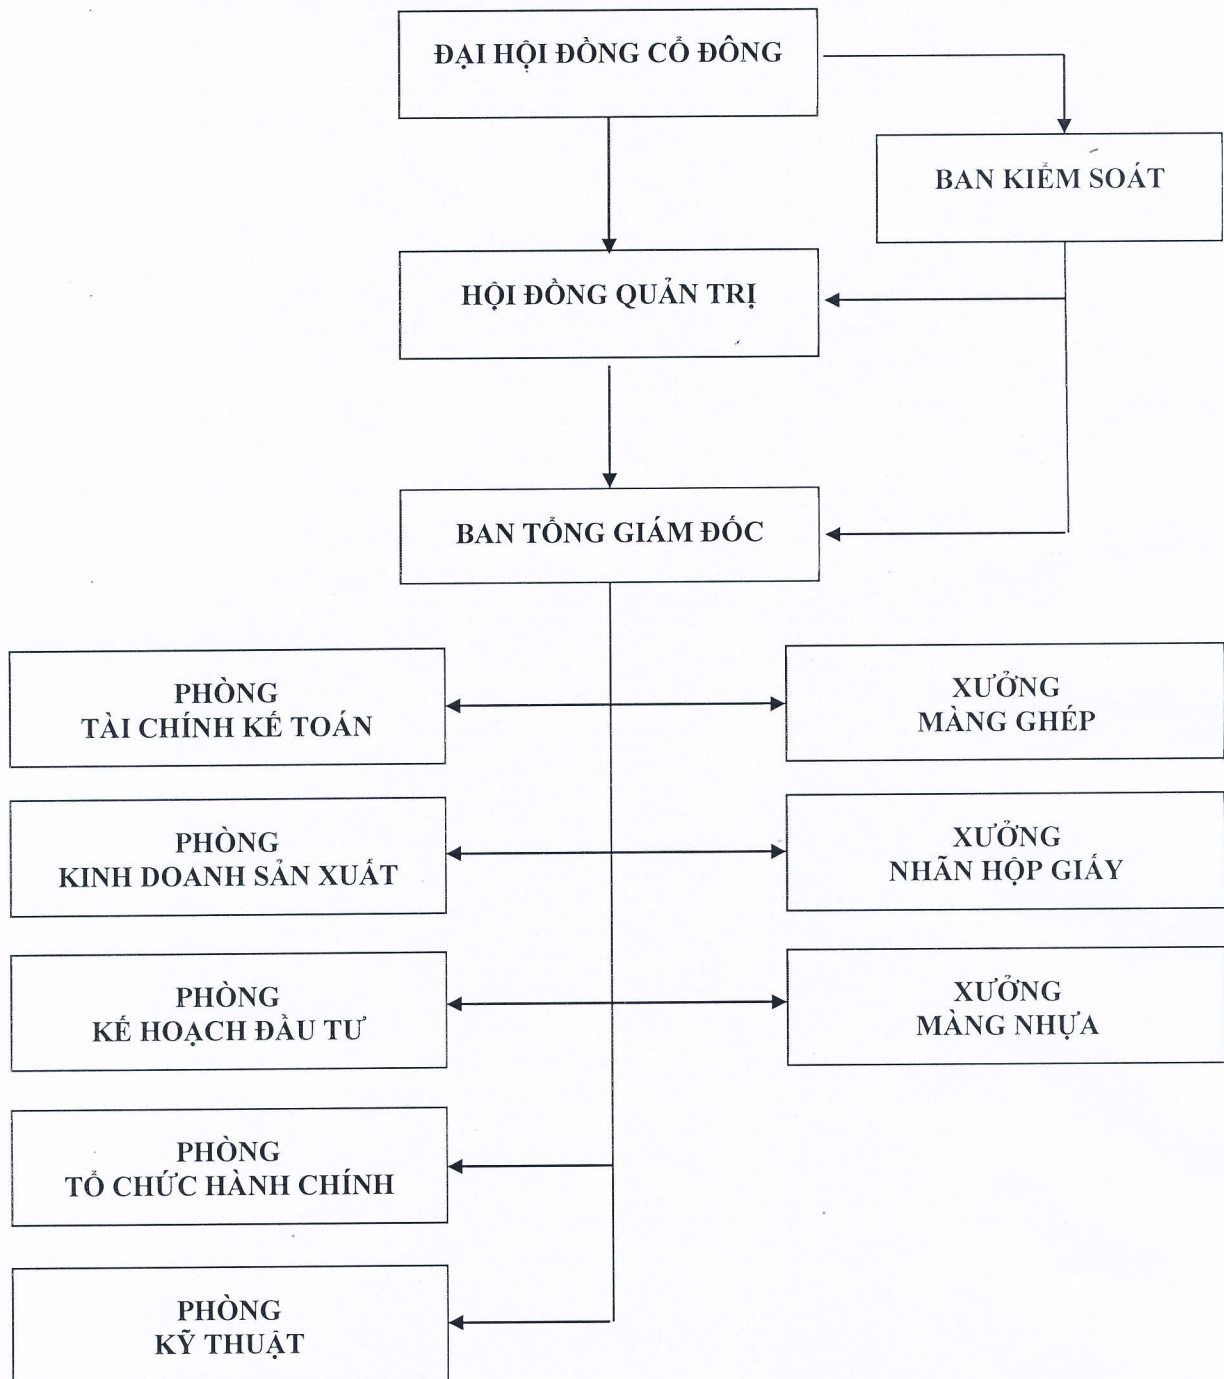 ĐẠI HỘI ĐỒNG CỔ ĐÔNG
BAN KIỂM SOÁT
HỘI ĐỒNG QUẢN TRỊ
BAN TỔNG GIÁM ĐỐC
PHÒNG
TÀI CHÍNH KẾ TOÁN
XƯỞNG
MÀNG GHÉP
PHÒNG
KINH DOANH SẢN XUẤT
XƯỞNG
NHÃN HỘP GIẤY
PHÒNG
KẾ HOẠCH ĐẦU TƯ
XƯỞNG
MÀNG NHỰA
PHÒNG
TỔ CHỨC HÀNH CHÍNH
PHÒNG
KỸ THUẬT